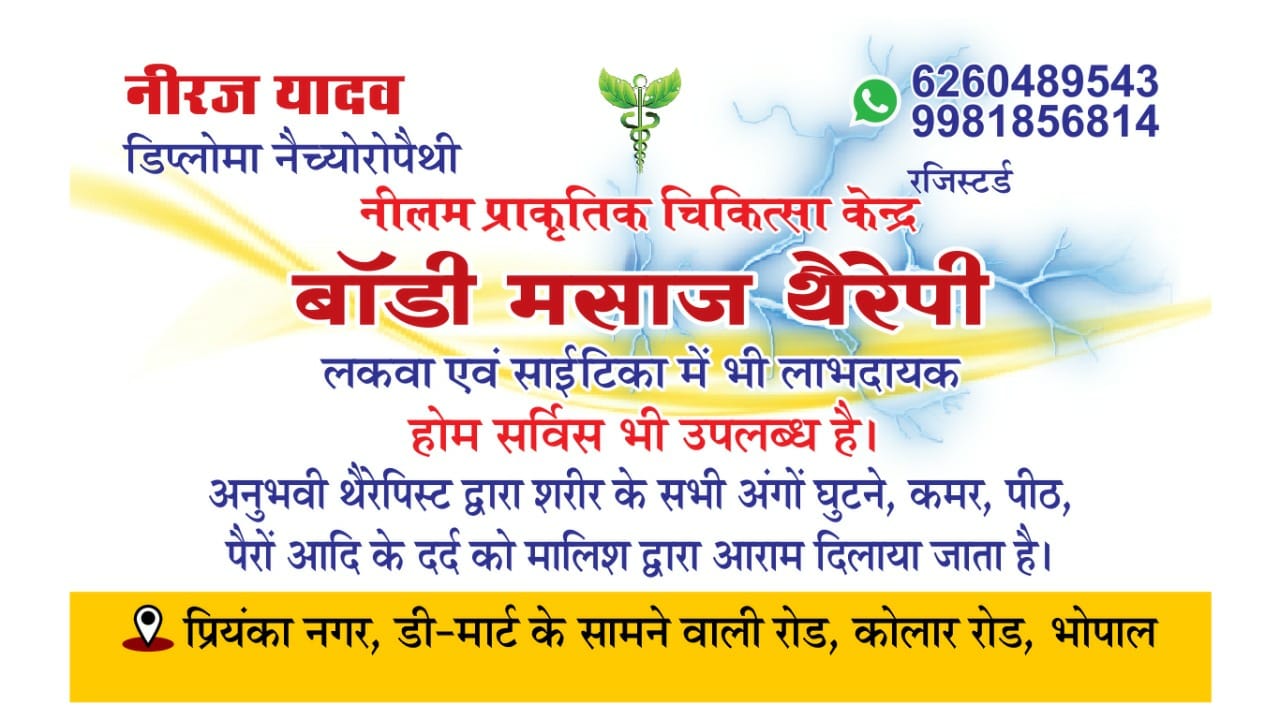 नीरज यादव
डिप्लोमा नैच्योरोपैथी
6260489543
9981856814
रजिस्टर्ड
नीलम प्राकृतिक चिकित्सा केन्द्र
बॉडी मसाज थैरेपी
लकवा एवं साईटिका में भी लाभदायक
होम सर्विस भी उपलब्ध है।
अनुभवी थैरेपिस्ट द्वारा शरीर के सभी अंगों घुटने, कमर, पीठ,
पैरों आदि के दर्द को मालिश द्वारा आराम दिलाया जाता है।
प्रियंका नगर, डी-मार्ट के सामने वाली रोड, कोलार रोड, भोपाल